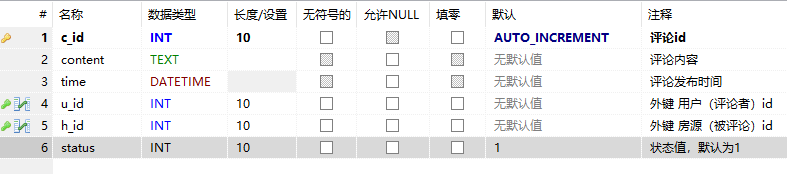 # 名称 数据类型 长度/设置 无符号的 允许NULL 填零 默认 注释
1 c_id INT 10 AUTO_INCREMENT 评论id
2 content TEXT 无默认值 评论内容
3 time DATETIME 无默认值 评论发布时间
4 u_id INT 10 无默认值 外键 用户（评论者）id
5 h_id INT 10 无默认值 外键 房源（被评论）id
6 status INT 10 1 状态值，默认为1